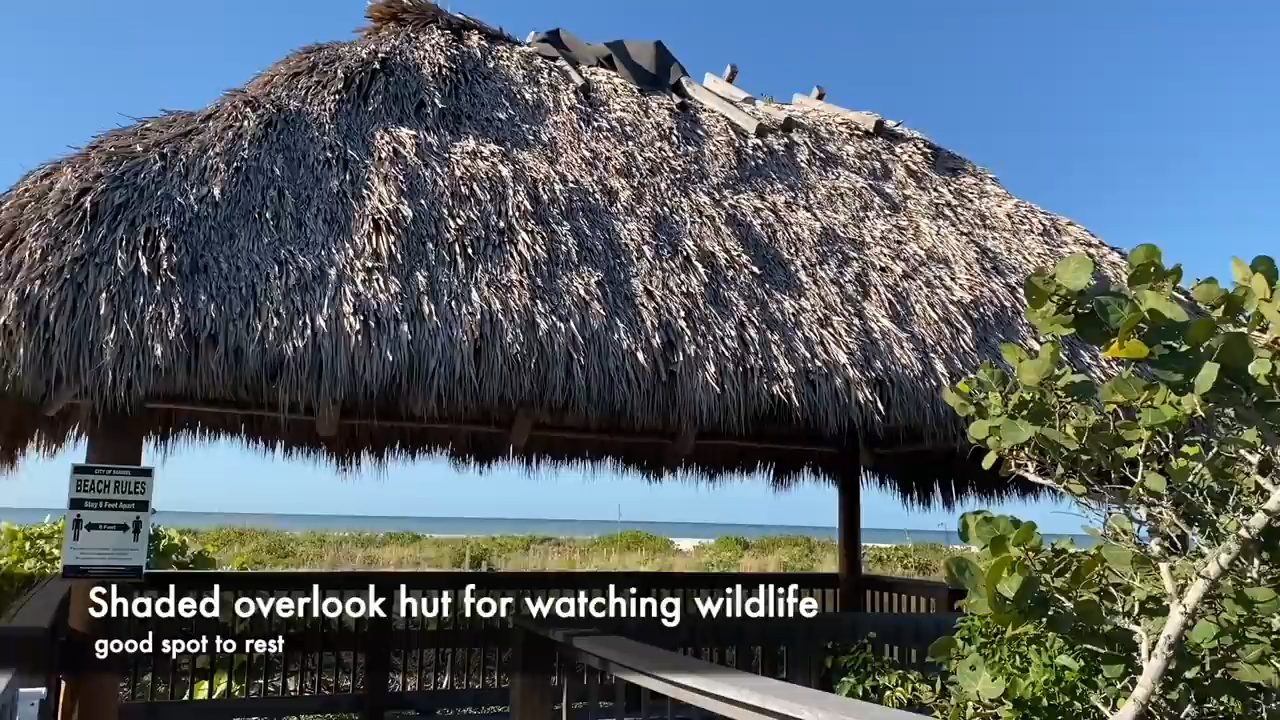 CITY OF SANIBEL
BEACH RULES
Stay 6 Feet Apart
6 Feet
Shaded overlook hut for watching wildlife
good spot to rest